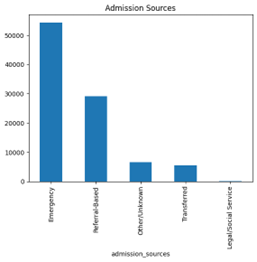 Admission Sources
50000
40000
30000
20000
10000
0
Emergency
Referral-Based
Other/Unknown
Transferred
Legal/Social Service
admission_sources